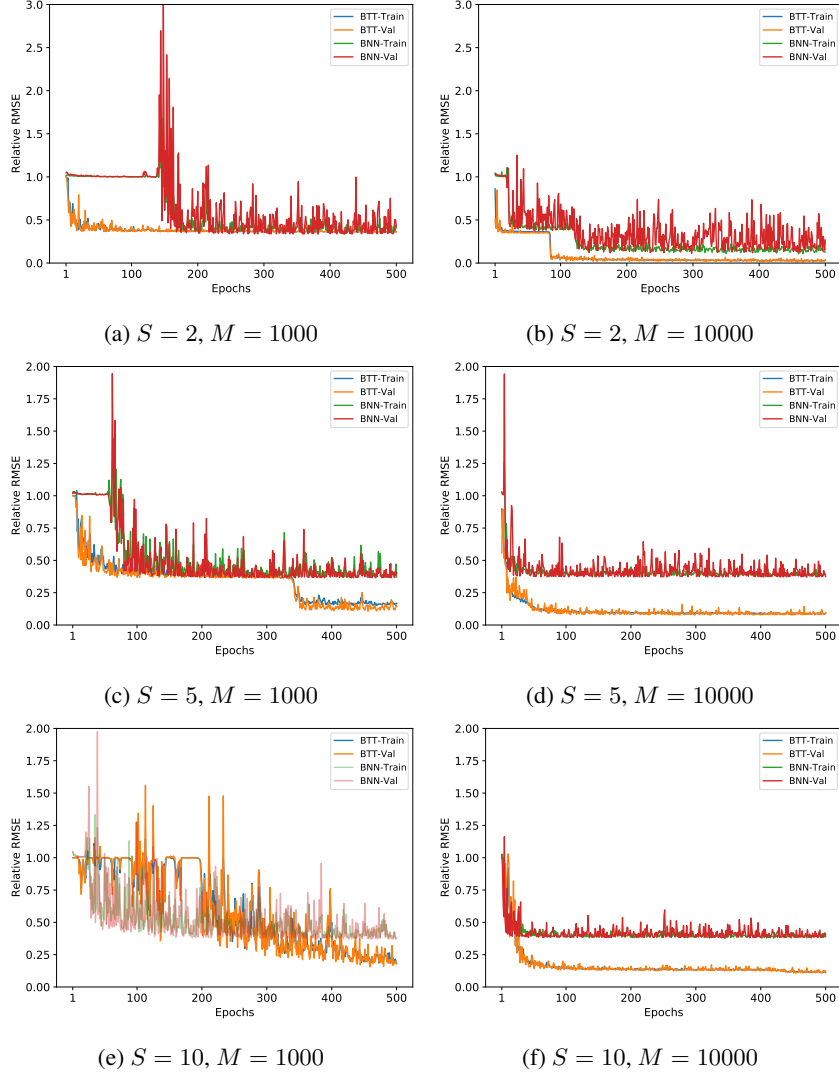 3.0
2.5
2.0
1.5
1.0
0.5
0.0
Relative RMSE
1 100 200 300 400 500
Epochs
BTT-Train
BTT-Val
BNN-Train
BNN-Val
(a) S = 2, M = 1000
3.0
2.5
2.0
1.5
1.0
0.5
0.0
Relative RMSE
1 100 200 300 400 500
Epochs
BTT-Train
BTT-Val
BNN-Train
BNN-Val
(b) S = 2, M = 10000
2.00
1.75
1.50
1.25
1.00
0.75
0.50
0.25
0.00
Relative RMSE
1 100 200 300 400 500
Epochs
BTT-Train
BTT-Val
BNN-Train
BNN-Val
(c) S = 5, M = 1000
2.00
1.75
1.50
1.25
1.00
0.75
0.50
0.25
0.00
Relative RMSE
1 100 200 300 400 500
Epochs
BTT-Train
BTT-Val
BNN-Train
BNN-Val
(d) S = 5, M = 10000
2.00
1.75
1.50
1.25
1.00
0.75
0.50
0.25
0.00
Relative RMSE
1 100 200 300 400 500
Epochs
BTT-Train
BTT-Val
BNN-Train
BNN-Val
(e) S = 10, M = 1000
2.00
1.75
1.50
1.25
1.00
0.75
0.50
0.25
0.00
Relative RMSE
1 100 200 300 400 500
Epochs
BTT-Train
BTT-Val
BNN-Train
BNN-Val
(f) S = 10, M = 10000